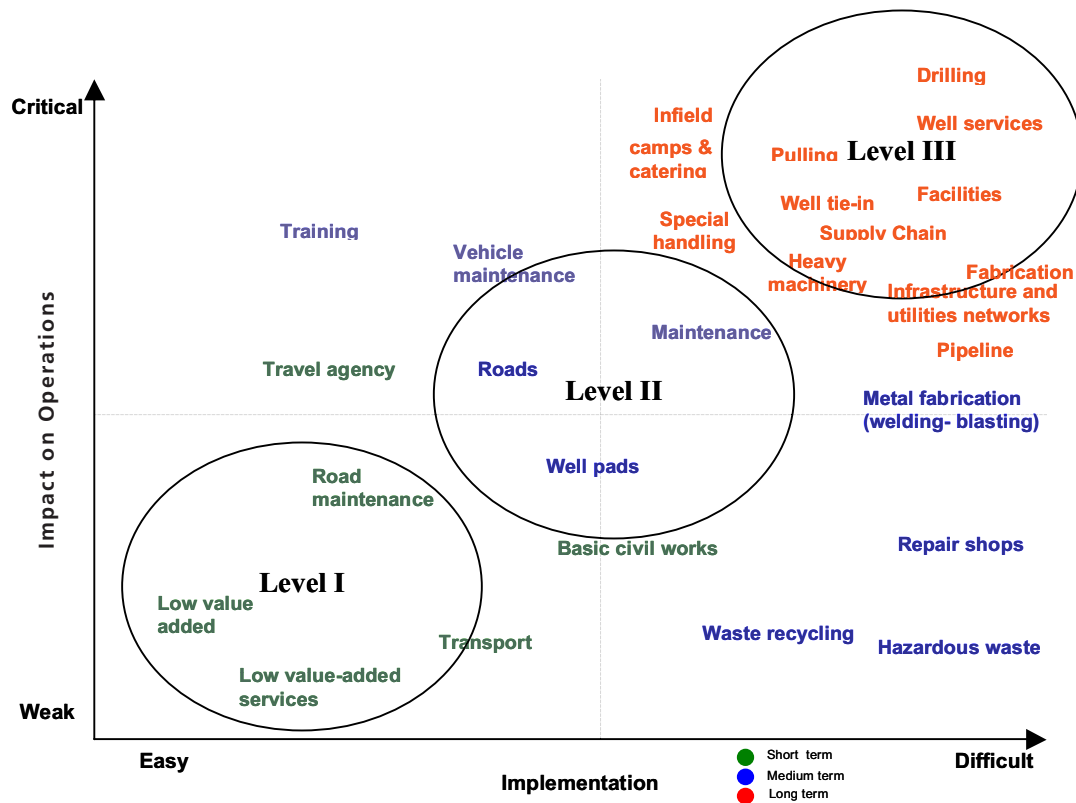 Drilling
Critical
Infield
Well services
camps &
catering
Pulling
Level III
Facilities
Well tie-in
Special
handling
Supply Chain
Training
Vehicle
maintenance
Heavy
machinery
Fabrication
Infrastructure and
utilities networks
Maintenance
Pipeline
Travel agency
Roads
Level II
Metal fabrication
(welding- blasting)
Impact on Operations
Well pads
Road
maintenance
Basic civil works
Repair shops
Level I
Low value
added
Transport
Waste recycling
Hazardous waste
Low value-added
services
Weak
Easy
Implementation
Difficult
Short term
Medium term
Long term